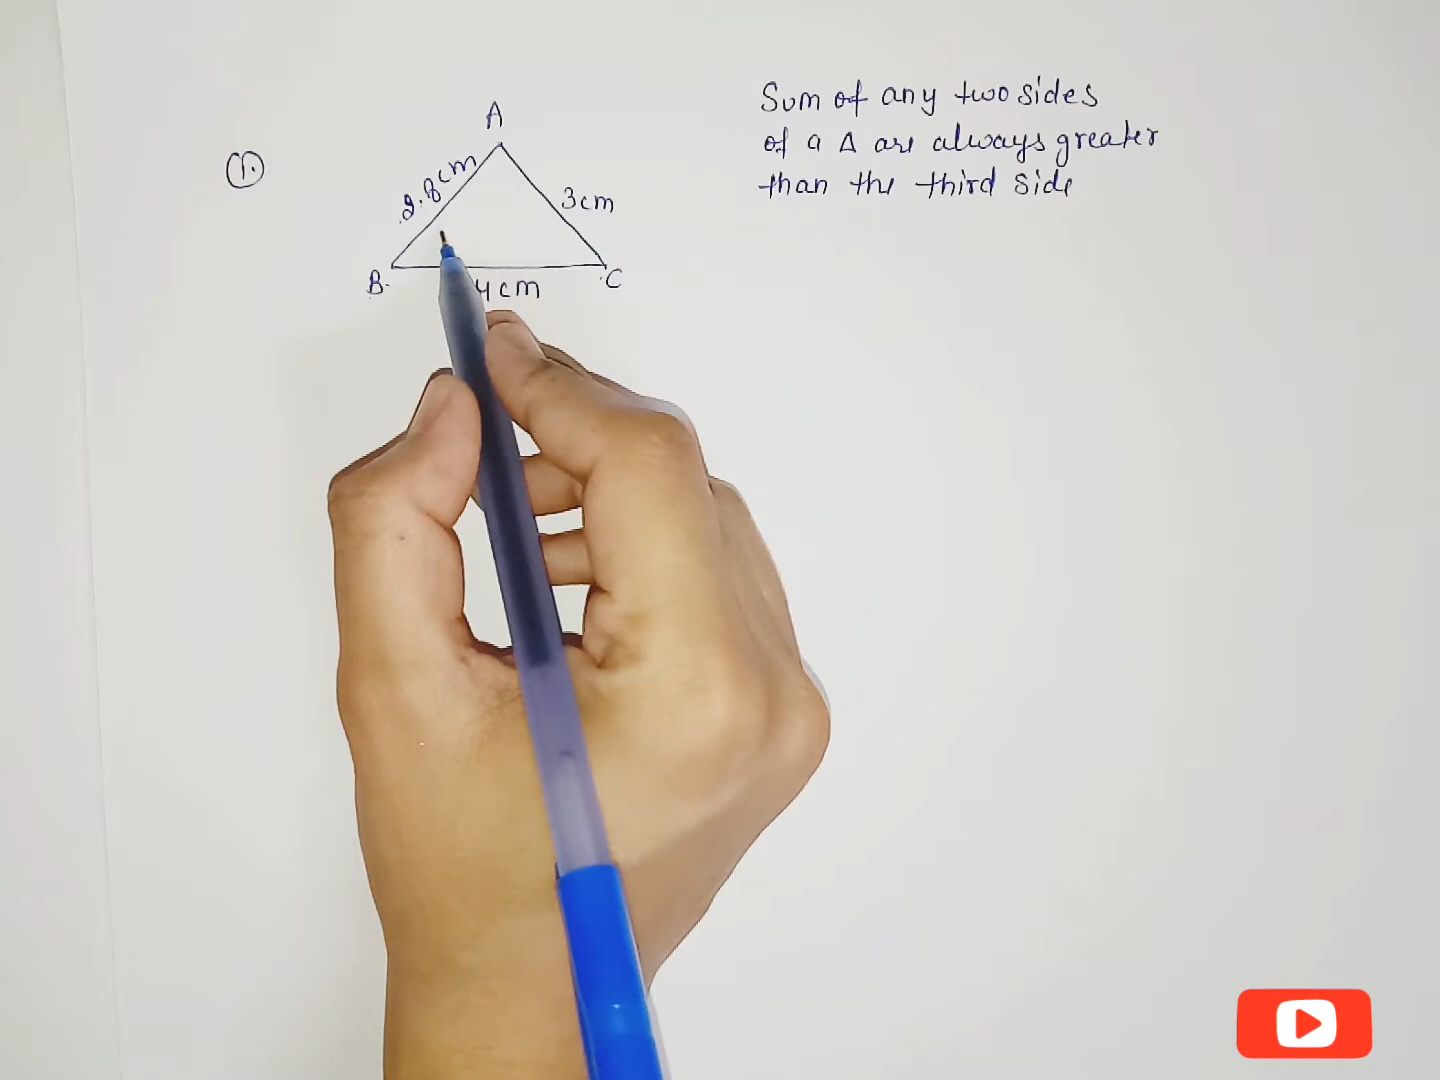 Sum of any two sides
of a Δ are always greater
than the third side
1.
A
2.8cm
3cm
B
C
4cm